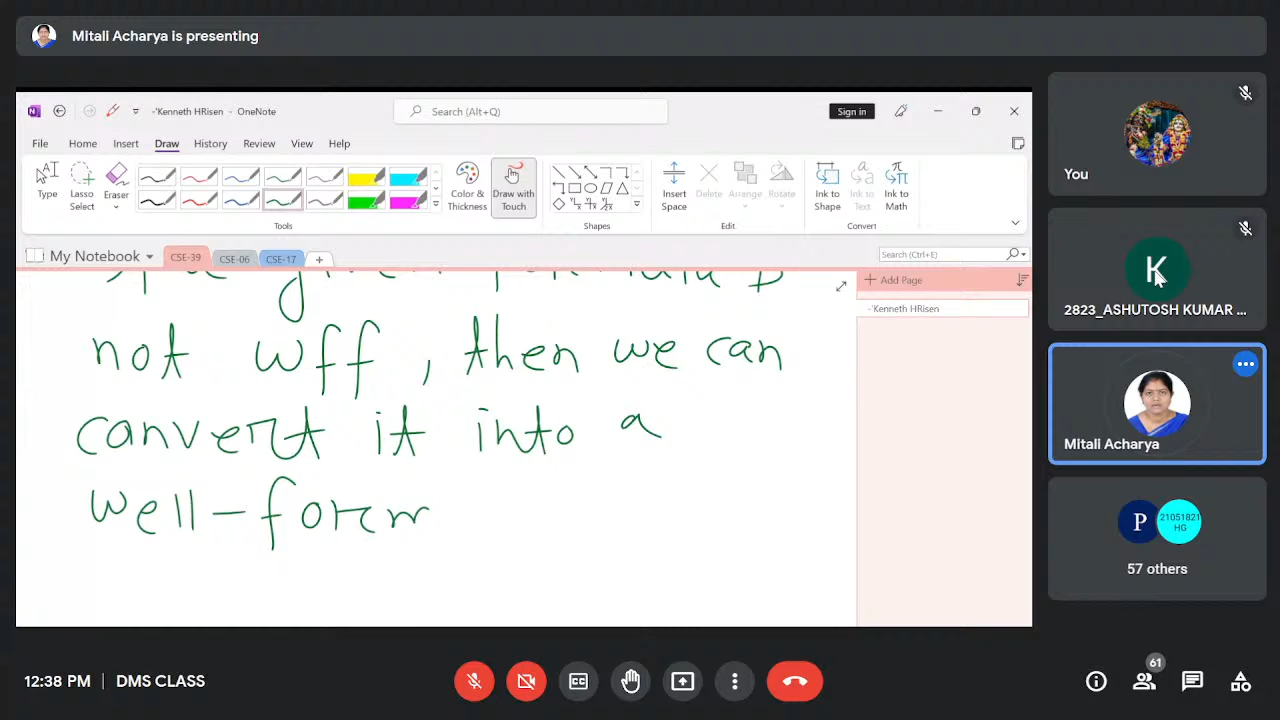 Mitali Acharya is presenting
-'Kenneth HRisen - OneNote
Search (Alt+Q)
Sign in
File Home Insert Draw History Review View Help
Type
Lasso Select
Eraser
Color & Thickness
Draw with Touch
Insert Space
Delete
Arrange
Rotate
Ink to Shape
Ink to Text
Ink to Math
Tools
Shapes
Edit
Convert
My Notebook
CSE-39
CSE-06
CSE-17
Search (Ctrl+E)
Add Page
-'Kenneth HRisen
not wff, then we can
convert it into a
well-form
You
K
2823_ASHUTOSH KUMAR ...
Mitali Acharya
P
21051821 HG
57 others
12:38 PM | DMS CLASS
61